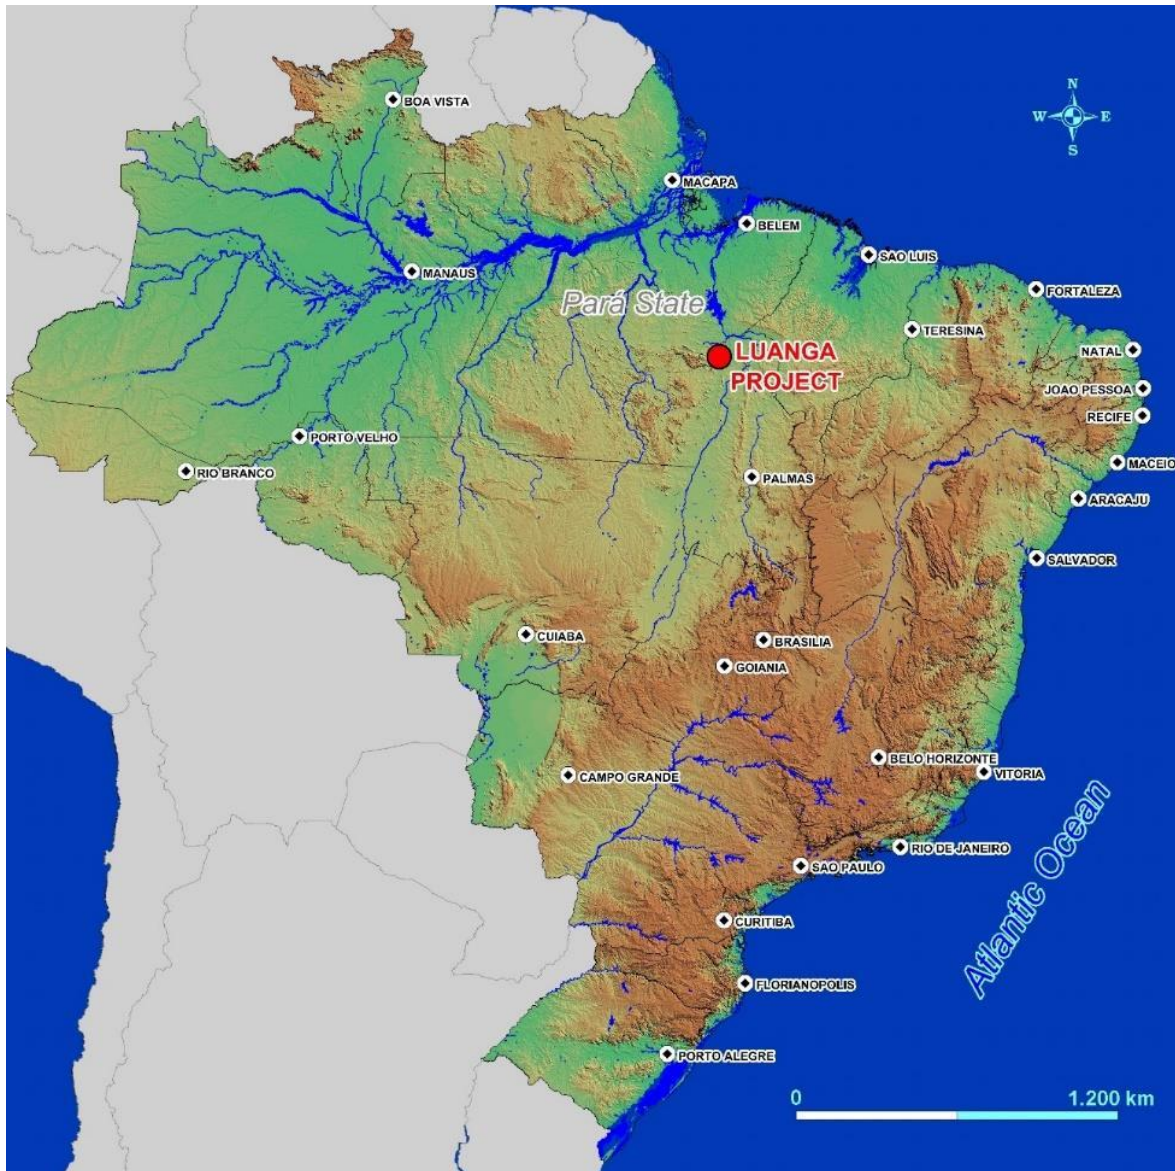 N
W E
S
BOA VISTA
MACAPA
BELEM
SAO LUIS
MANAUS
FORTALEZA
Pará State
TERESINA
LUANGA
PROJECT
NATAL
JOAO PESSOA
RECIFE
PORTO VELHO
MACEIO
RIO BRANCO
PALMAS
ARACAJU
SALVADOR
CUIABA
BRASILIA
GOIANIA
BELO HORIZONTE
VITORIA
CAMPO GRANDE
RIO DE JANEIRO
SAO PAULO
Atlantic Ocean
CURITIBA
FLORIANOPOLIS
PORTO ALEGRE
0 1.200 km